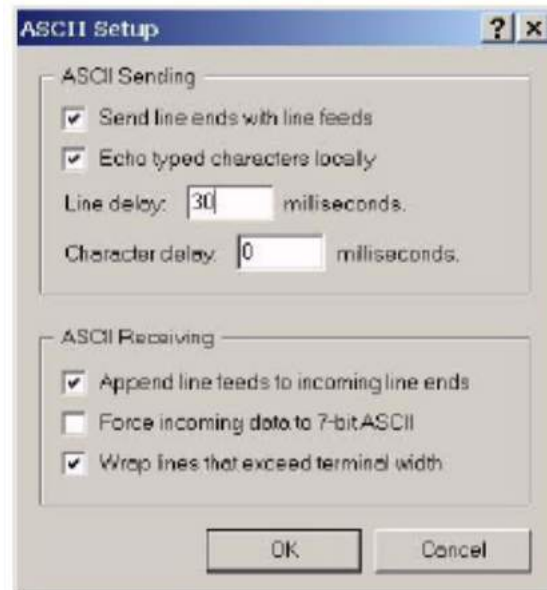 ASCII Setup
ASCII Sending
Send line ends with line feeds
Echo typed characters locally
Line delay: 30 milliseconds.
Character delay: 0 milliseconds.
ASCII Receiving
Append line feeds to incoming line ends
Force incoming data to 7-bit ASCII
Wrap lines that exceed terminal width
OK Cancel